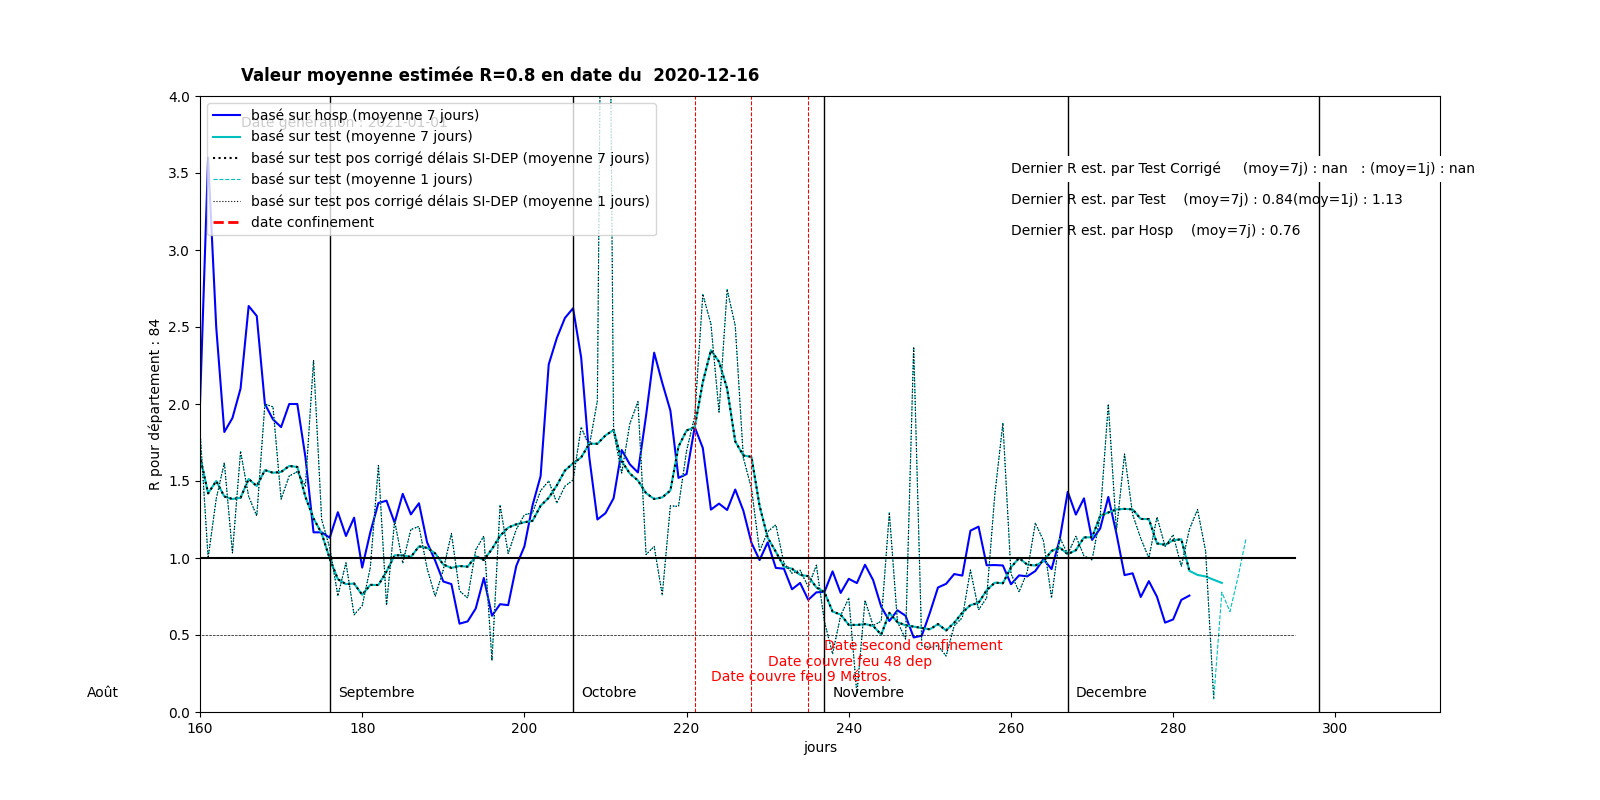 Valeur moyenne estimée R=0.8 en date du  2020-12-16
Date génération : 2021-01-01
basé sur hosp (moyenne 7 jours)
basé sur test (moyenne 7 jours)
basé sur test pos corrigé délais SI-DEP (moyenne 7 jours)
basé sur test (moyenne 1 jours)
basé sur test pos corrigé délais SI-DEP (moyenne 1 jours)
date confinement
Dernier R est. par Test Corrigé     (moy=7j) : nan   : (moy=1j) : nan
Dernier R est. par Test    (moy=7j) : 0.84(moy=1j) : 1.13
Dernier R est. par Hosp    (moy=7j) : 0.76
4.0
3.5
3.0
2.5
2.0
1.5
1.0
0.5
0.0
R pour département : 84
Date second confinement
Date couvre feu 48 dep
Date couvre feu 9 Métros.
Août
Septembre
Octobre
Novembre
Decembre
160
180
200
220
240
260
280
300
jours